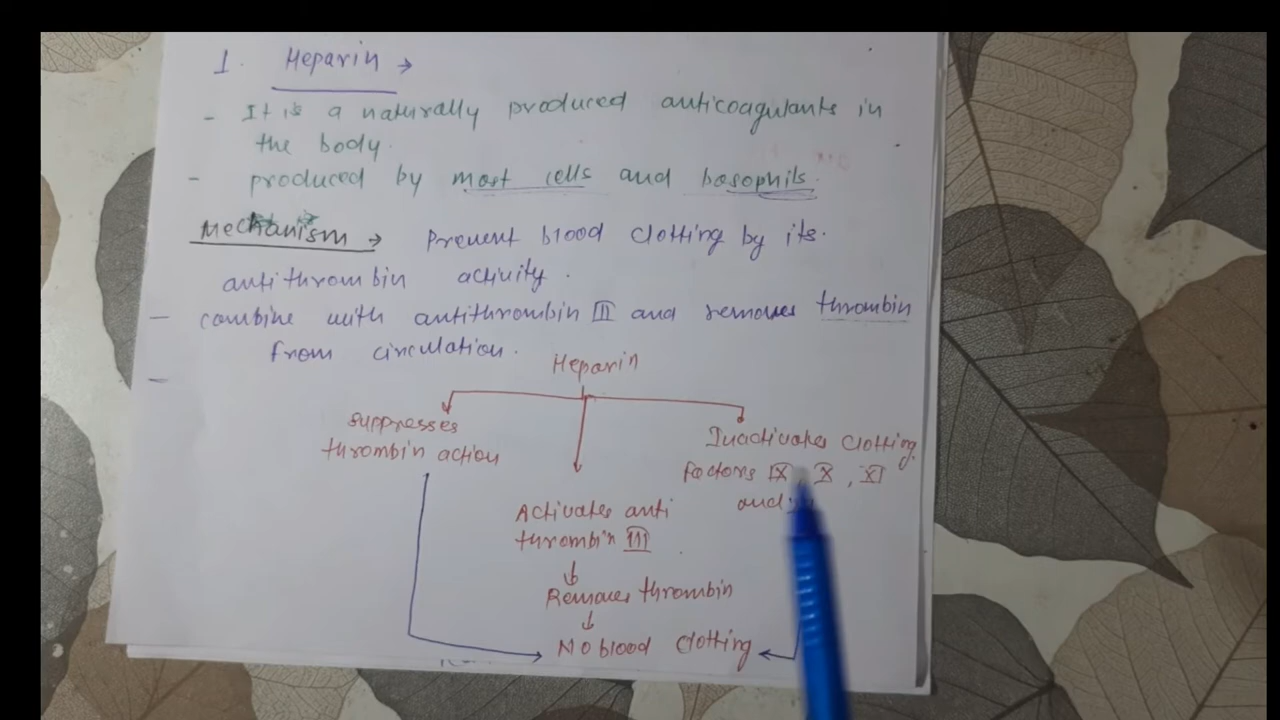 1. Heparin →
- It is a naturally produced anticoagulants in
the body.
- produced by mast cells and basophils.
Mechanism → Prevent blood clotting by its.
antithrombin activity.
- combine with antithrombin III and removes thrombin
from circulation.
-
Heparin
suppresses
thrombin action
Inactivates clotting
factors IX, X, XI
and
Activates anti
thrombin III
↓
Removes thrombin
↓
No blood clotting